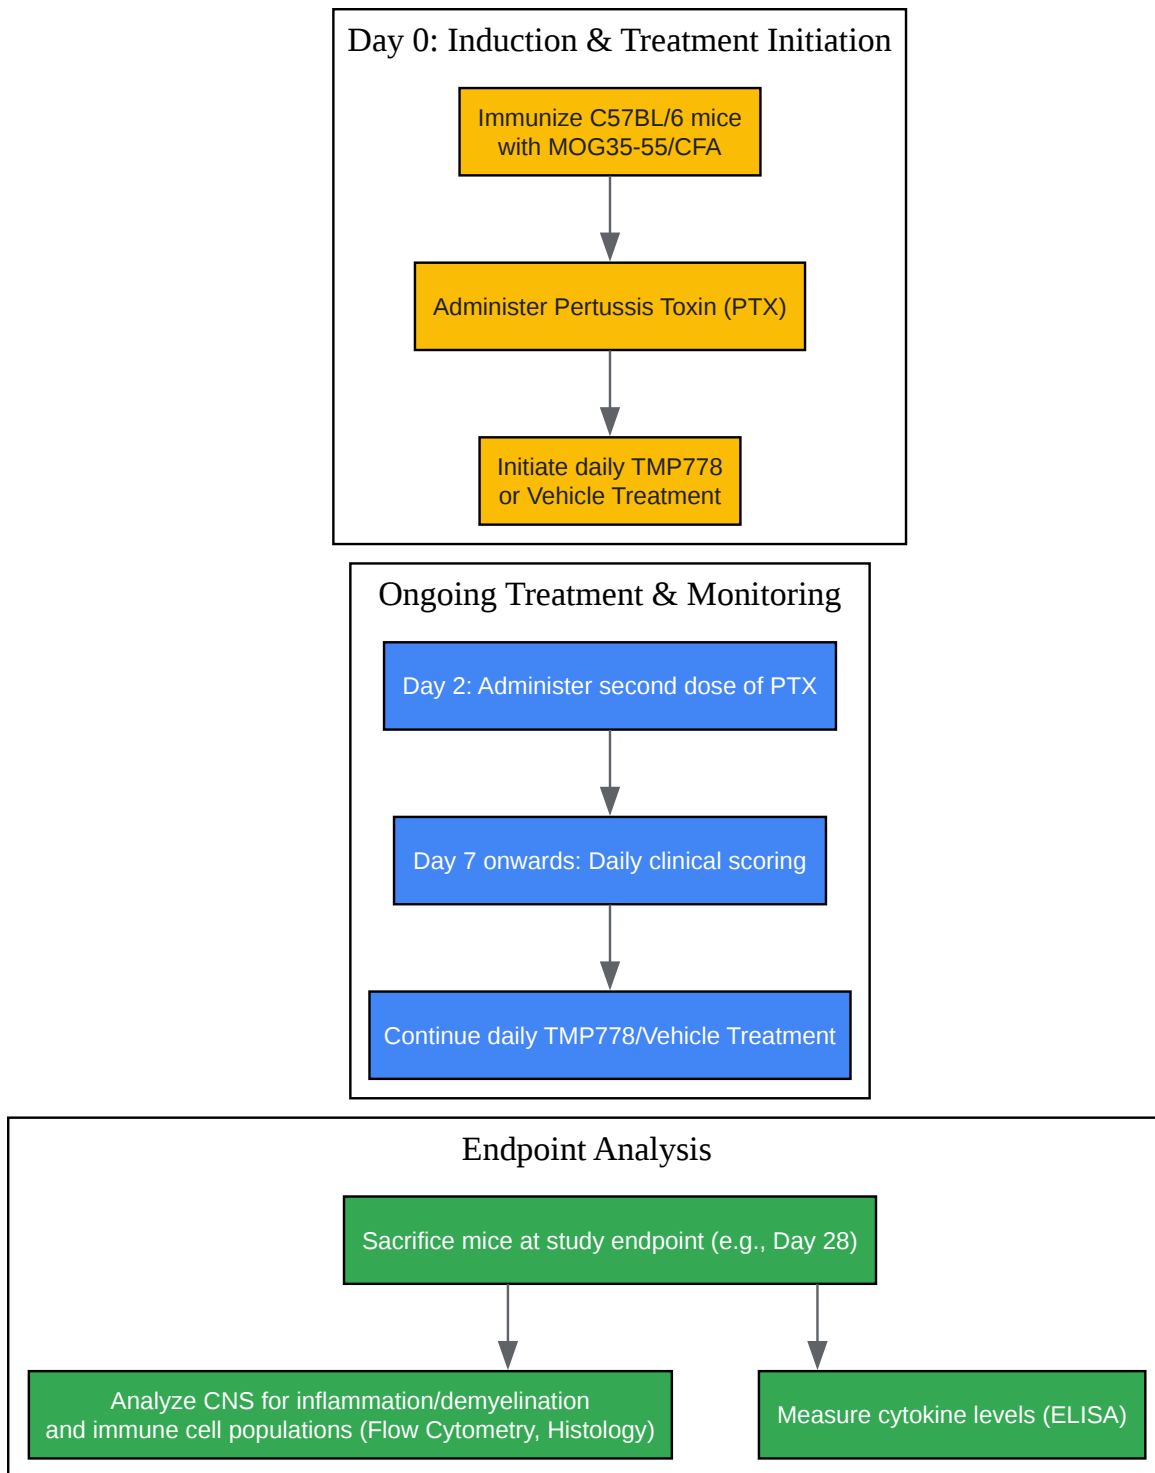 Day 0: Induction & Treatment Initiation
Immunize C57BL/6 mice
with MOG35-55/CFA
Administer Pertussis Toxin (PTX)
Initiate daily TMP778
or Vehicle Treatment
Ongoing Treatment & Monitoring
Day 2: Administer second dose of PTX
Day 7 onwards: Daily clinical scoring
Continue daily TMP778/Vehicle Treatment
Endpoint Analysis
Sacrifice mice at study endpoint (e.g., Day 28)
Analyze CNS for inflammation/demyelination
and immune cell populations (Flow Cytometry, Histology)
Measure cytokine levels (ELISA)